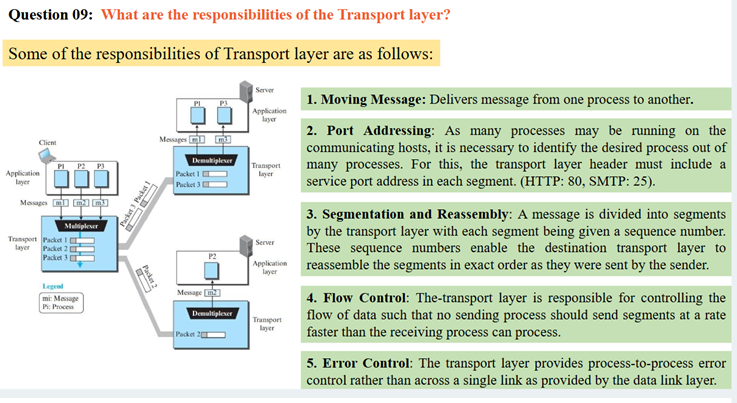 Question 09: What are the responsibilities of the Transport layer?
Some of the responsibilities of Transport layer are as follows:
Client
Application
layer
P1 P2 P3
Messages m1 m2 m3
Multiplexer
Transport
layer
Packet 1
Packet 2
Packet 3
Legend
mi: Message
Pi: Process
Packet 3 Packet 1
Packet 2
Server
P1 P3
Application
layer
Messages m1 m3
Demultiplexer
Packet 1
Packet 3
Transport
layer
Server
P2
Application
layer
Message m2
Demultiplexer
Packet 2
Transport
layer
1. Moving Message: Delivers message from one process to another.
2. Port Addressing: As many processes may be running on the
communicating hosts, it is necessary to identify the desired process out of
many processes. For this, the transport layer header must include a
service port address in each segment. (HTTP: 80, SMTP: 25).
3. Segmentation and Reassembly: A message is divided into segments
by the transport layer with each segment being given a sequence number.
These sequence numbers enable the destination transport layer to
reassemble the segments in exact order as they were sent by the sender.
4. Flow Control: The-transport layer is responsible for controlling the
flow of data such that no sending process should send segments at a rate
faster than the receiving process can process.
5. Error Control: The transport layer provides process-to-process error
control rather than across a single link as provided by the data link layer.